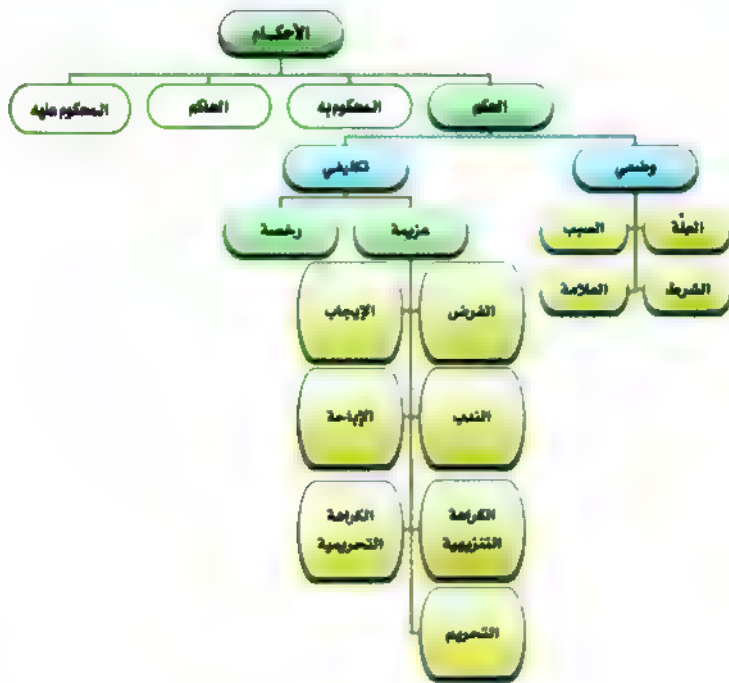 الأحكام
الحكم
المحكوم به
الحاكم
المحكوم عليه
وضعي
تكليفي
العلّة
السبب
الشرط
العلامة
عزيمة
رخصة
الفرض
الإيجاب
الندب
الإباحة
الكراهة
التنزيهية
الكراهة
التحريمية
التحريم